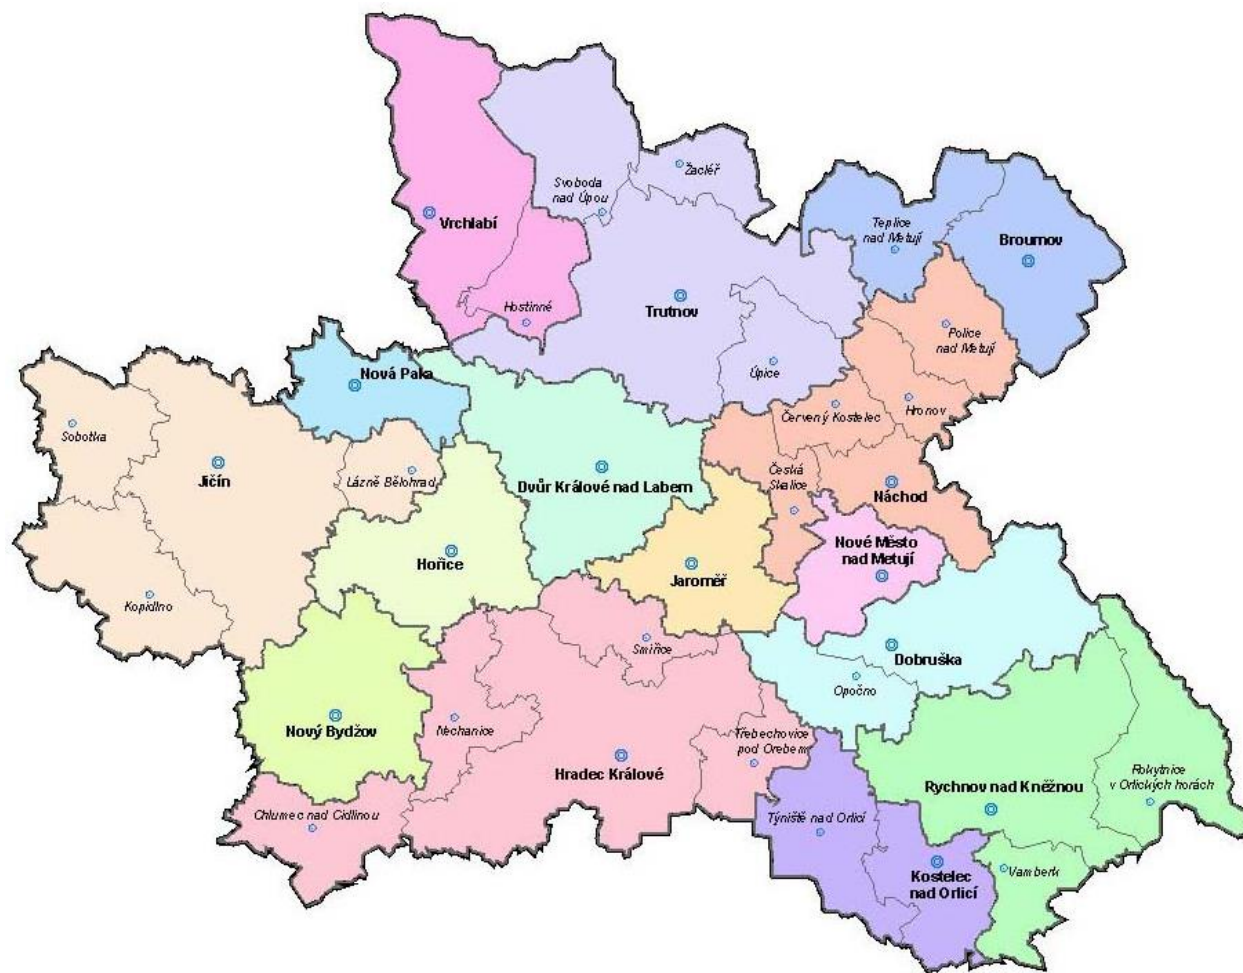 Žacléř
Svoboda
nad Úpou
Vrchlabí
Teplice
nad Metují
Broumov
Hostinné
Trutnov
Police
nad Metují
Nová Paka
Úpice
Sobotka
Červený Kostelec
Hronov
Jičín
Lázně Bělohrad
Dvůr Králové nad Labem
Česká
Skalice
Náchod
Hořice
Jaroměř
Nové Město
nad Metují
Kopidlno
Smiřice
Dobruška
Opočno
Nový Bydžov
Nechanice
Třebechovice
pod Orebem
Hradec Králové
Rokytnice
v Orlických horách
Rychnov nad Kněžnou
Chlumec nad Cidlinou
Týniště nad Orlicí
Kostelec
nad Orlicí
Vamberk